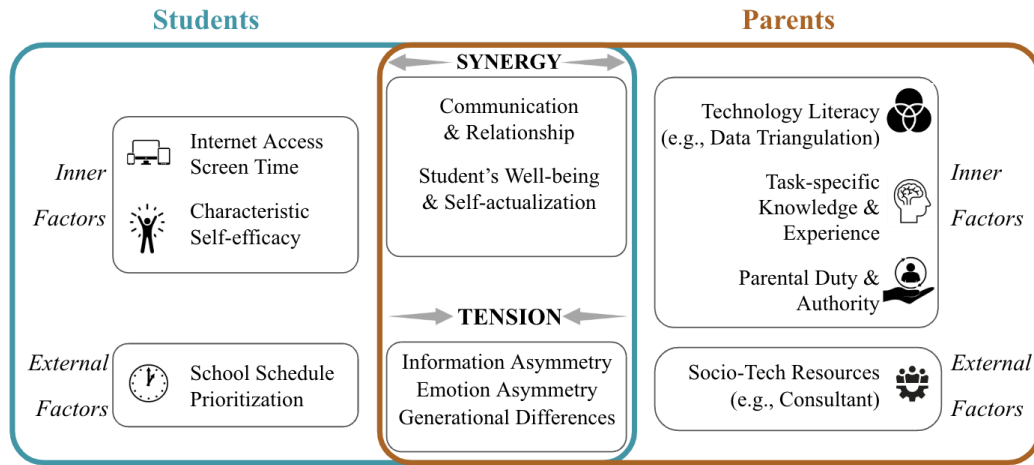 Students
Parents
Inner
Factors
Internet Access
Screen Time
Characteristic
Self-efficacy
External
Factors
School Schedule
Prioritization
SYNERGY
Communication
& Relationship
Student's Well-being
& Self-actualization
TENSION
Information Asymmetry
Emotion Asymmetry
Generational Differences
Technology Literacy
(e.g., Data Triangulation)
Task-specific
Knowledge &
Experience
Parental Duty &
Authority
Inner
Factors
Socio-Tech Resources
(e.g., Consultant)
External
Factors